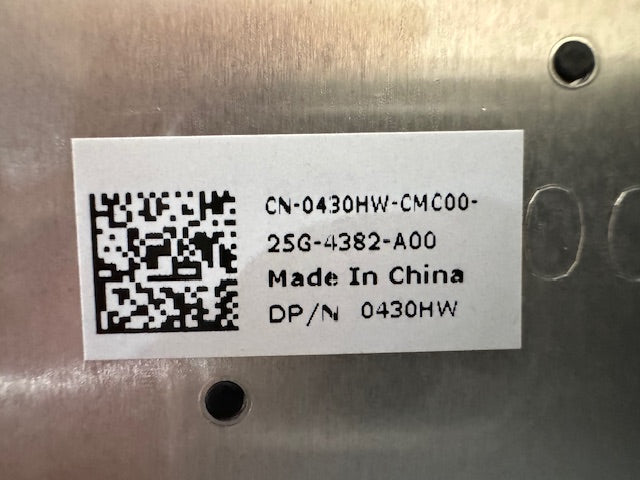 CN-0430HW-CMC00-
25G-4382-A00
Made In China
DP/N 0430HW